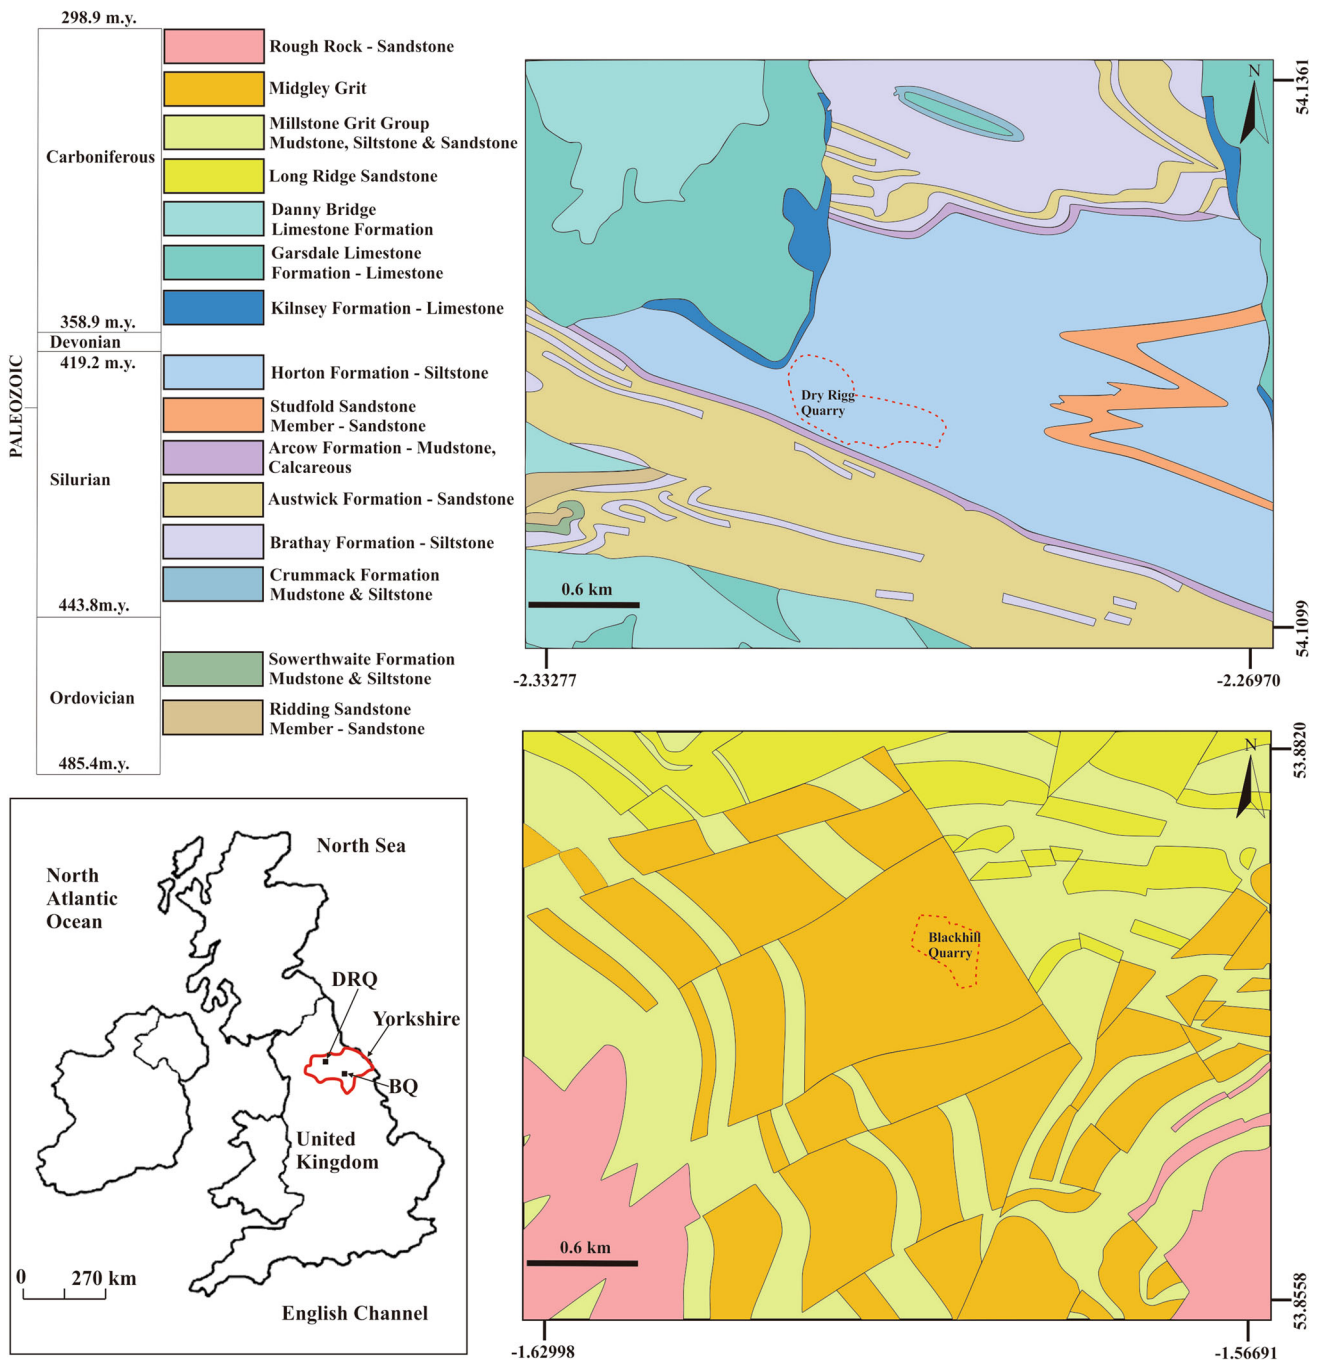 298.9 m.y.
Rough Rock - Sandstone
Midgley Grit
Millstone Grit Group
Mudstone, Siltstone & Sandstone
Carboniferous
Long Ridge Sandstone
Danny Bridge
Limestone Formation
Garsdale Limestone
Formation - Limestone
Kilnsey Formation - Limestone
358.9 m.y.
Devonian
419.2 m.y.
PALEOZOIC
Horton Formation - Siltstone
Studfold Sandstone
Member - Sandstone
Arcow Formation - Mudstone,
Calcareous
Silurian
Austwick Formation - Sandstone
Brathay Formation - Siltstone
Crummack Formation
Mudstone & Siltstone
443.8m.y.
Sowerthwaite Formation
Mudstone & Siltstone
Ordovician
Ridding Sandstone
Member - Sandstone
485.4m.y.
N
54.1361
Dry Rigg
Quarry
0.6 km
54.1099
-2.33277
-2.26970
N
53.8820
Blackhill
Quarry
0.6 km
53.8558
-1.62998
-1.56691
North Sea
North
Atlantic
Ocean
DRQ
Yorkshire
BQ
United
Kingdom
0
270 km
English Channel